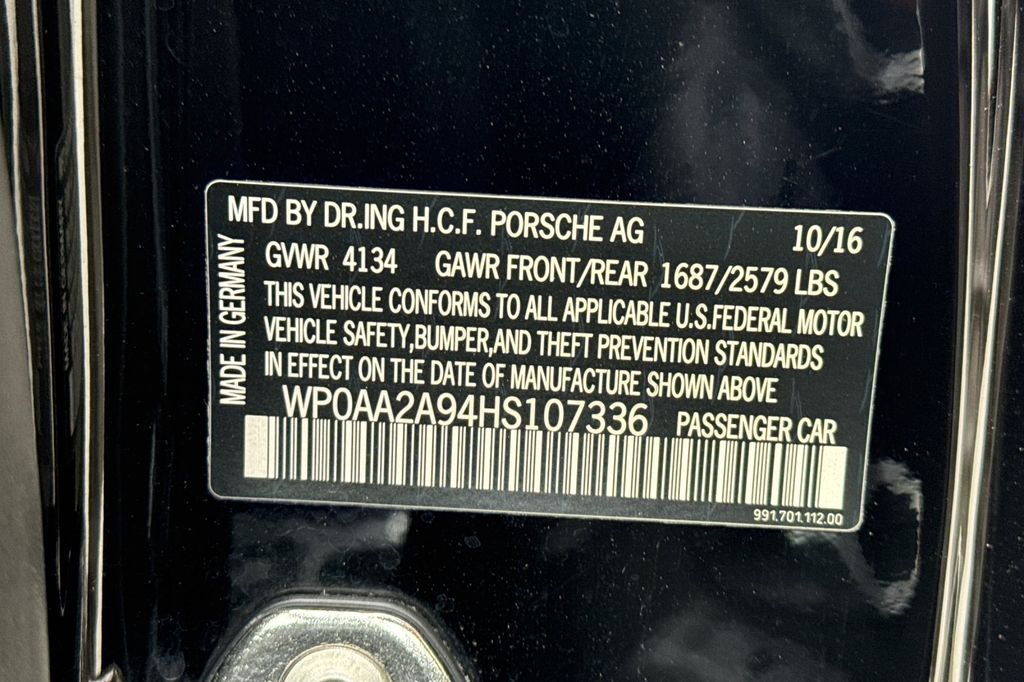 MFD BY DR.ING H.C.F. PORSCHE AG 10/16
GVWR 4134 GAWR FRONT/REAR 1687/2579 LBS
THIS VEHICLE CONFORMS TO ALL APPLICABLE U.S.FEDERAL MOTOR
VEHICLE SAFETY,BUMPER,AND THEFT PREVENTION STANDARDS
IN EFFECT ON THE DATE OF MANUFACTURE SHOWN ABOVE
WP0AA2A94HS107336 PASSENGER CAR
991.701.112.00
MADE IN GERMANY